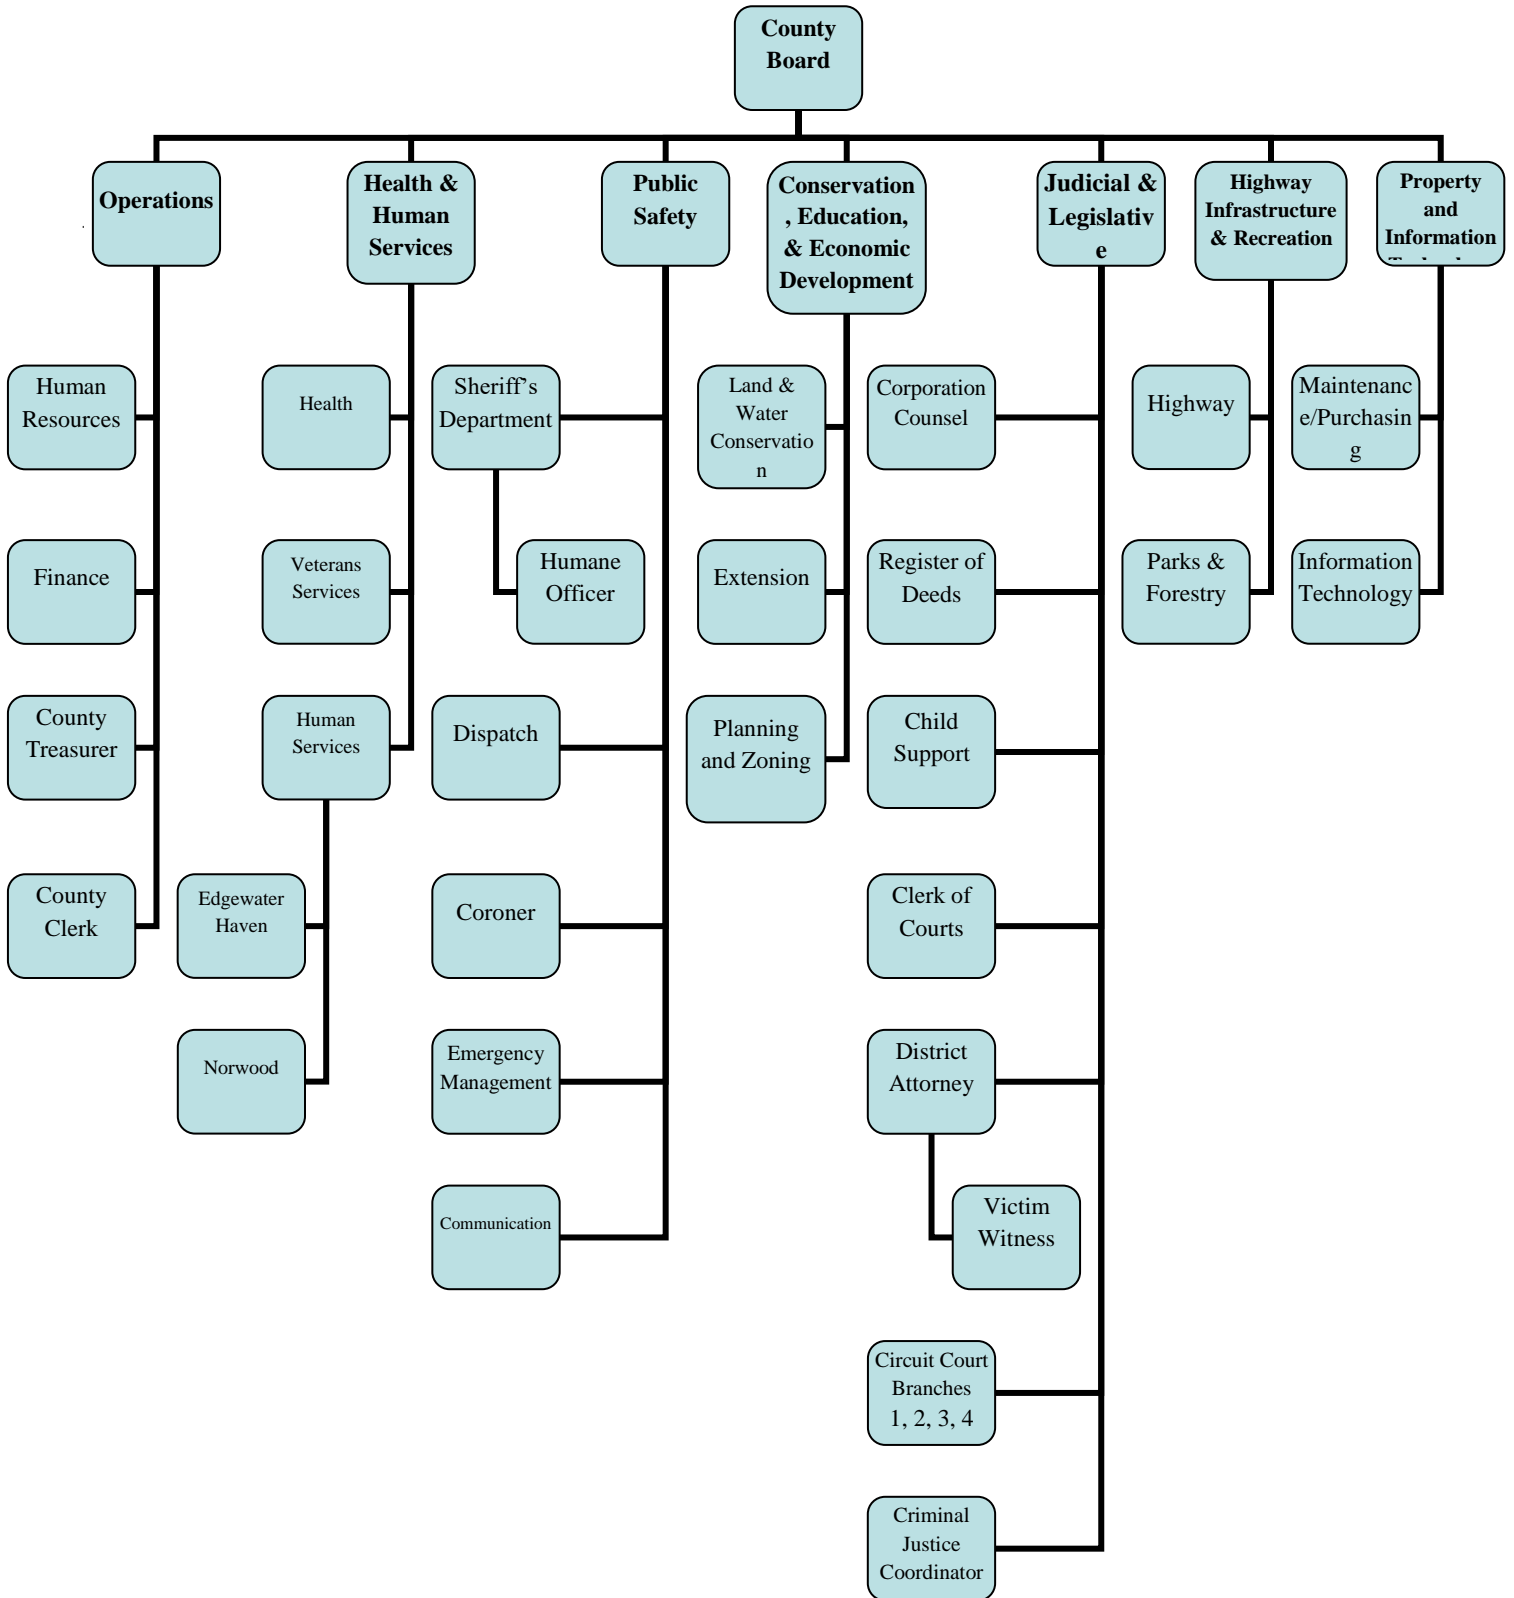 County
Board
Operations
Health &
Human
Services
Public
Safety
Conservation
, Education,
& Economic
Development
Judicial &
Legislativ
e
Highway
Infrastructure
& Recreation
Property
and
Information
Human
Resources
Health
Sheriff’s
Department
Land &
Water
Conservatio
n
Corporation
Counsel
Highway
Maintenanc
e/Purchasin
g
Finance
Veterans
Services
Humane
Officer
Extension
Register of
Deeds
Parks &
Forestry
Information
Technology
County
Treasurer
Human
Services
Dispatch
Planning
and Zoning
Child
Support
County
Clerk
Edgewater
Haven
Coroner
Clerk of
Courts
Norwood
Emergency
Management
District
Attorney
Communication
Victim
Witness
Circuit Court
Branches
1, 2, 3, 4
Criminal
Justice
Coordinator